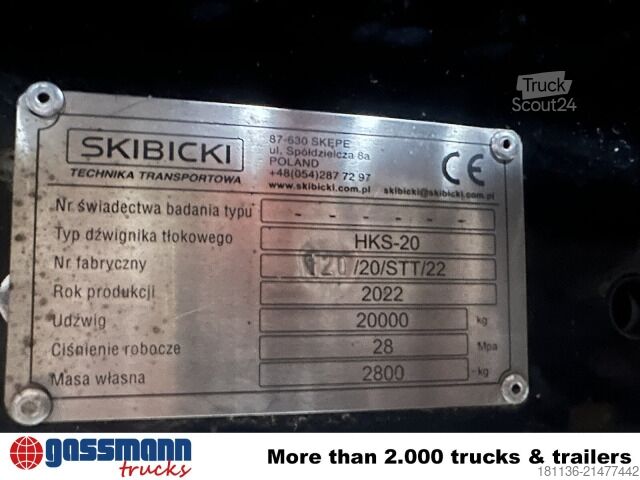 Truck
Scout24
SKIBICKI
TECHNIKA TRANSPORTOWA
87-630 SKĘPE
ul. Spółdzielcza 8a
POLAND
+48(054)287 72 97
www.skibicki.com.pl skibicki@skibicki.com.pl
CE
Nr świadectwa badania typu - - - - - -
Typ dźwignika tłokowego HKS-20
Nr fabryczny 120/20/STT/22
Rok produkcji 2022
Udźwig 20000 kg
Ciśnienie robocze 28 Mpa
Masa własna 2800 kg
gassmann
trucks
More than 2.000 trucks & trailers
181136-21477442